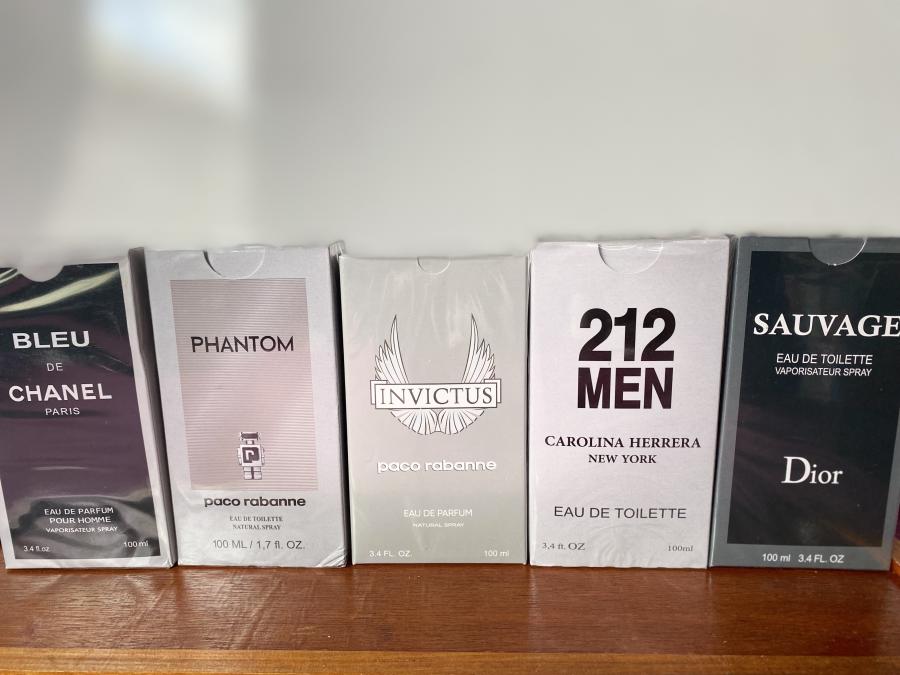 BLEU
DE
CHANEL
PARIS
EAU DE PARFUM
POUR HOMME
VAPORISATEUR SPRAY
3.4 fl.oz 100 ml
PHANTOM
P
paco rabanne
EAU DE TOILETTE
NATURAL SPRAY
100 ML / 1,7 fl. OZ.
INVICTUS
paco rabanne
EAU DE PARFUM
NATURAL SPRAY
3.4 FL. OZ. 100 ml
212
MEN
CAROLINA HERRERA
NEW YORK
EAU DE TOILETTE
3,4 ft. OZ 100ml
SAUVAGE
EAU DE TOILETTE
VAPORISATEUR SPRAY
Dior
100 ml 3.4 FL. OZ